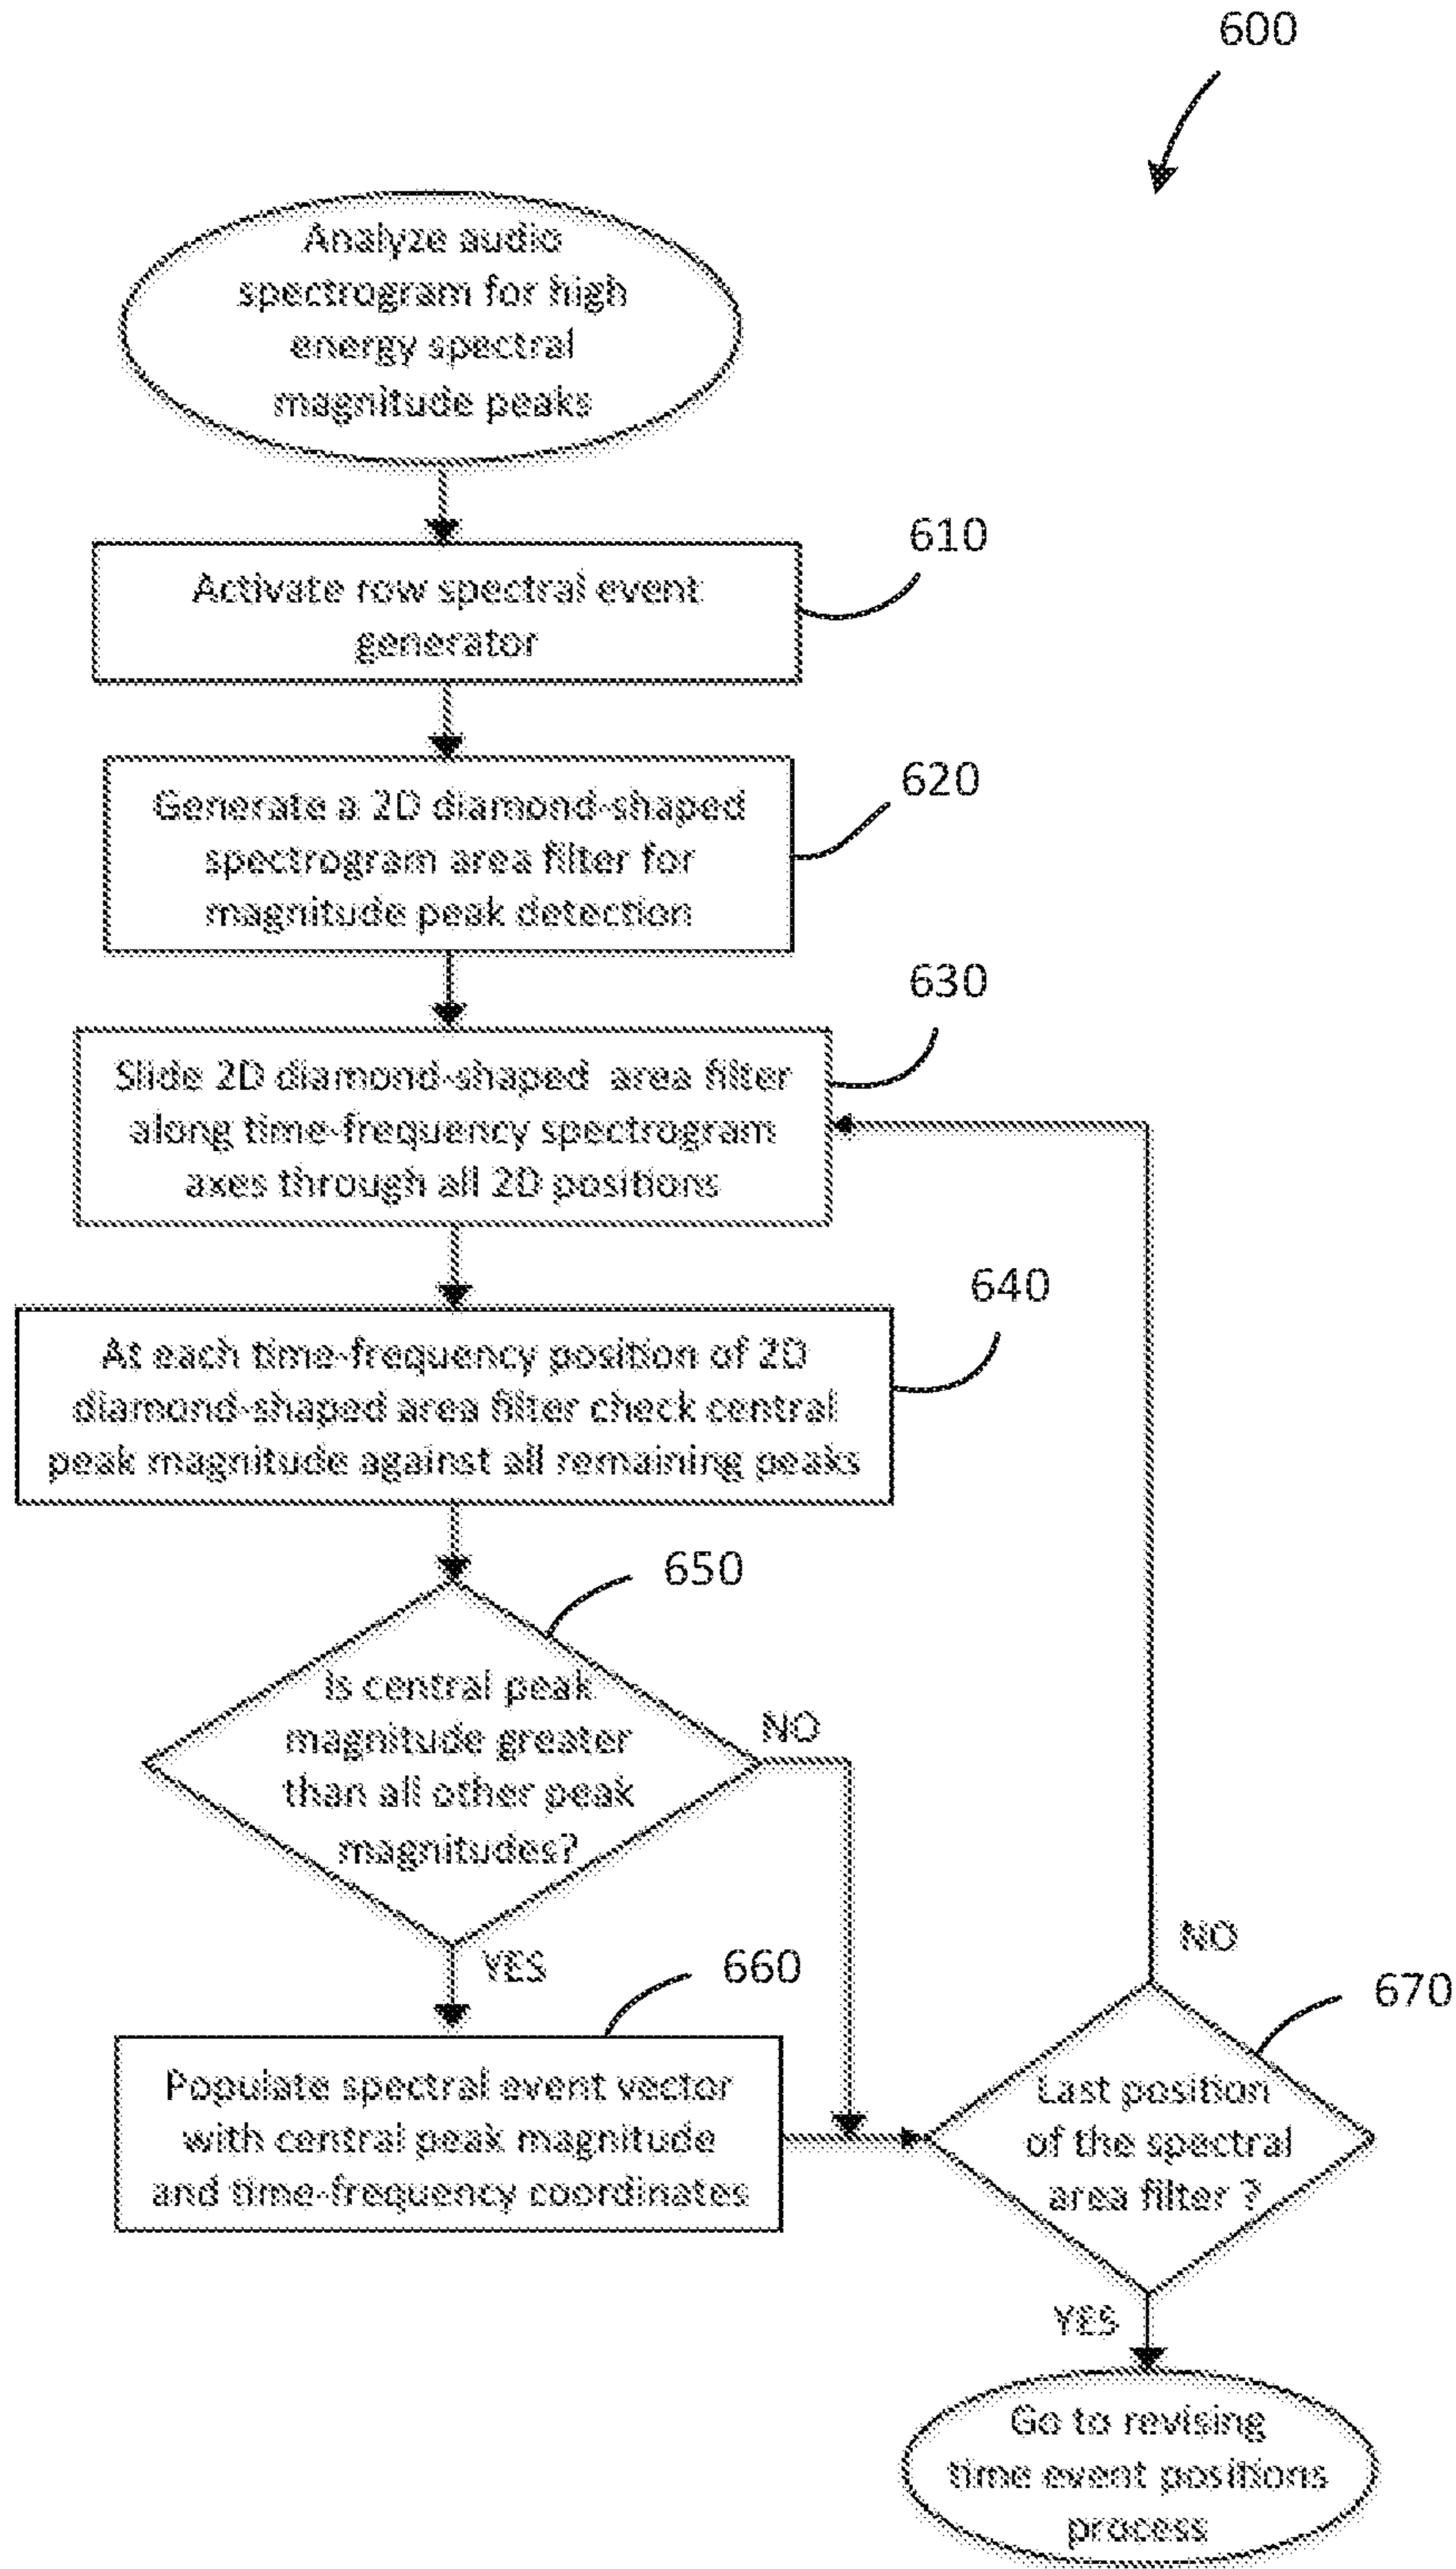 600
Analyze audio
spectrogram for high
energy spectral
magnitude peaks
610
Activate row spectral event
generator
620
Generate a 2D diamond-shaped
spectrogram area filter for
magnitude peak detection
630
Slide 2D diamond-shaped area filter
along time-frequency spectrogram
axes through all 2D positions
640
At each time-frequency position of 2D
diamond-shaped area filter check central
peak magnitude against all remaining peaks
650
Is central peak
magnitude greater
than all other peak
magnitudes?
NO
YES
660
Populate spectral event vector
with central peak magnitude
and time-frequency coordinates
NO
670
Last position
of the spectral
area filter ?
YES
Go to revising
time event positions
process